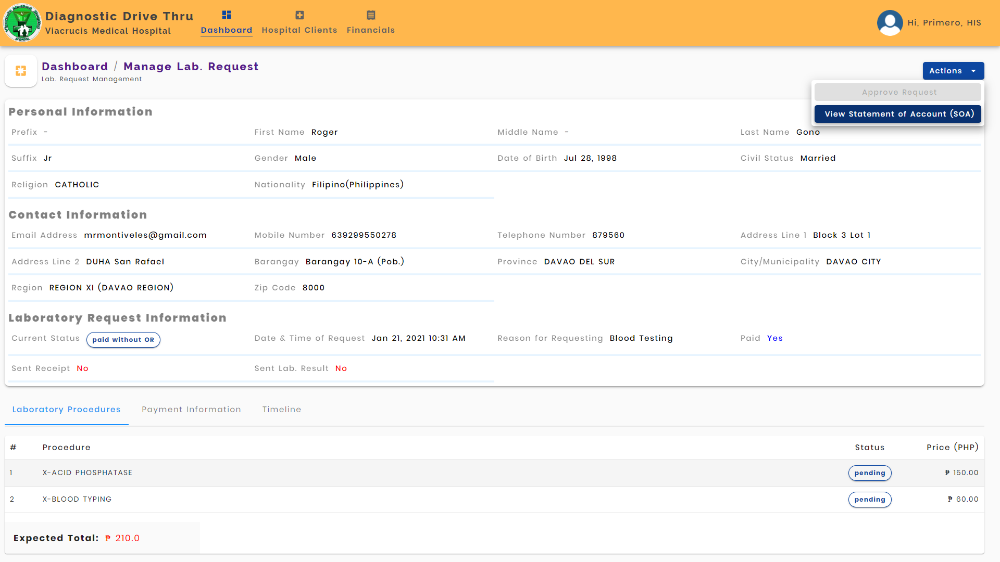 Diagnostic Drive Thru
Viacrucis Medical Hospital
Dashboard
Hospital Clients
Financials
Hi, Primero, HIS
Dashboard / Manage Lab. Request
Lab. Request Management
Actions
Approve Request
View Statement of Account (SOA)
Personal Information
Prefix -
First Name Roger
Middle Name -
Last Name Gono
Suffix Jr
Gender Male
Date of Birth Jul 28, 1998
Civil Status Married
Religion CATHOLIC
Nationality Filipino(Philippines)
Contact Information
Email Address mrmontiveles@gmail.com
Mobile Number 639299550278
Telephone Number 879560
Address Line 1 Block 3 Lot 1
Address Line 2 DUHA San Rafael
Barangay Barangay 10-A (Pob.)
Province DAVAO DEL SUR
City/Municipality DAVAO CITY
Region REGION XI (DAVAO REGION)
Zip Code 8000
Laboratory Request Information
Current Status paid without OR
Date & Time of Request Jan 21, 2021 10:31 AM
Reason for Requesting Blood Testing
Paid Yes
Sent Receipt No
Sent Lab. Result No
Laboratory Procedures
Payment Information
Timeline
# Procedure Status Price (PHP)
1 X-ACID PHOSPHATASE pending ₱ 150.00
2 X-BLOOD TYPING pending ₱ 60.00
Expected Total: ₱ 210.0